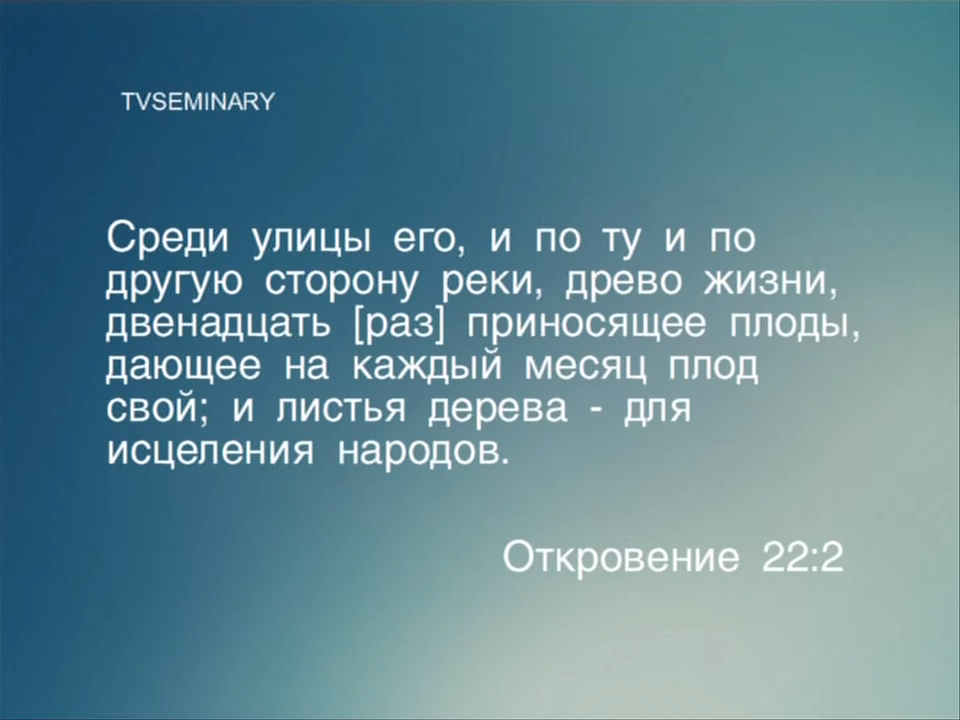 TVSEMINARY
Среди улицы его, и по ту и по
другую сторону реки, древо жизни,
двенадцать [раз] приносящее плоды,
дающее на каждый месяц плод
свой; и листья дерева - для
исцеления народов.
Откровение 22:2